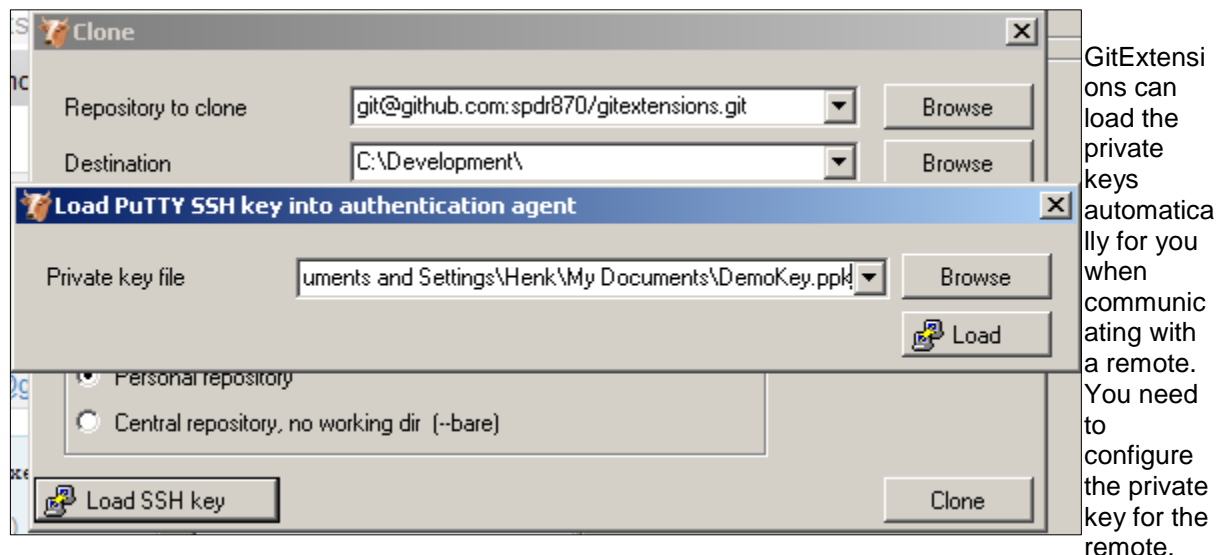 Clone
Repository to clone
git@github.com:spdr870/gitextensions.git
Browse
Destination
C:\Development\
Browse
Load PuTTY SSH key into authentication agent
Private key file
uments and Settings\Henk\My Documents\DemoKey.ppk
Browse
Load
Personal repository
Central repository, no working dir (--bare)
Load SSH key
Clone
GitExtensi
ons can
load the
private
keys
automatica
lly for you
when
communic
ating with
a remote.
You need
to
configure
the private
key for the
remote.